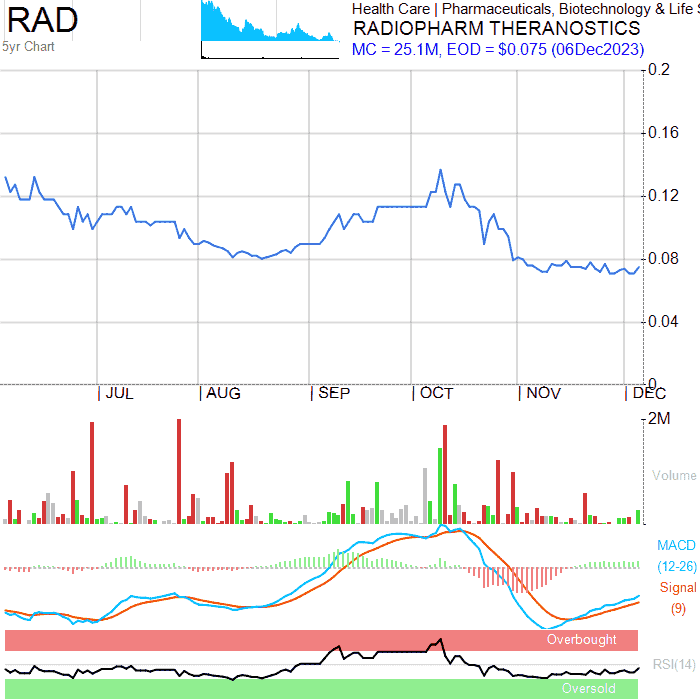 RAD
5yr Chart
Health Care | Pharmaceuticals, Biotechnology & Life S
RADIOPHARM THERANOSTICS
MC = 25.1M, EOD = $0.075 (06Dec2023)
0.2
0.16
0.12
0.08
0.04
0
| JUL | AUG | SEP | OCT | NOV | DEC
2M
Volume
MACD
(12-26)
Signal
(9)
Overbought
RSI(14)
Oversold